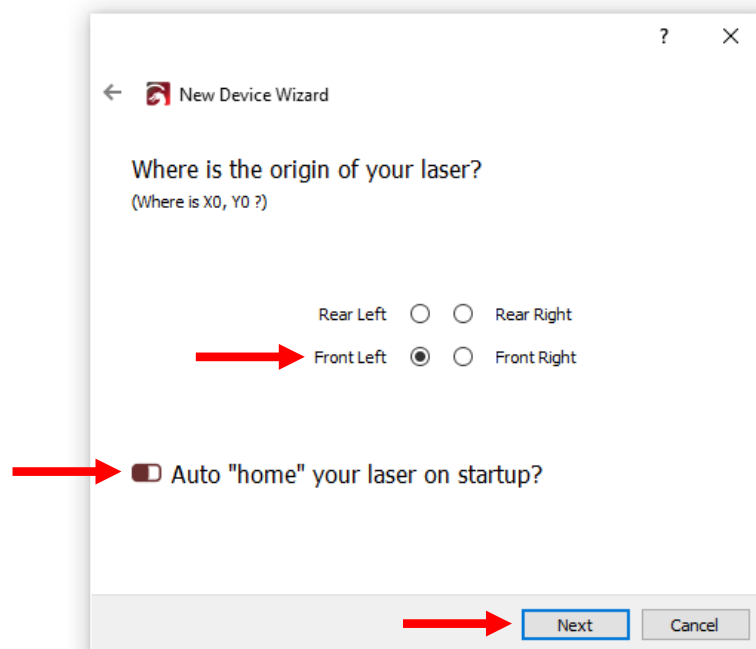 ?
New Device Wizard
Where is the origin of your laser?
(Where is X0, Y0 ?)
Rear Left Rear Right
Front Left Front Right
Auto "home" your laser on startup?
Next Cancel